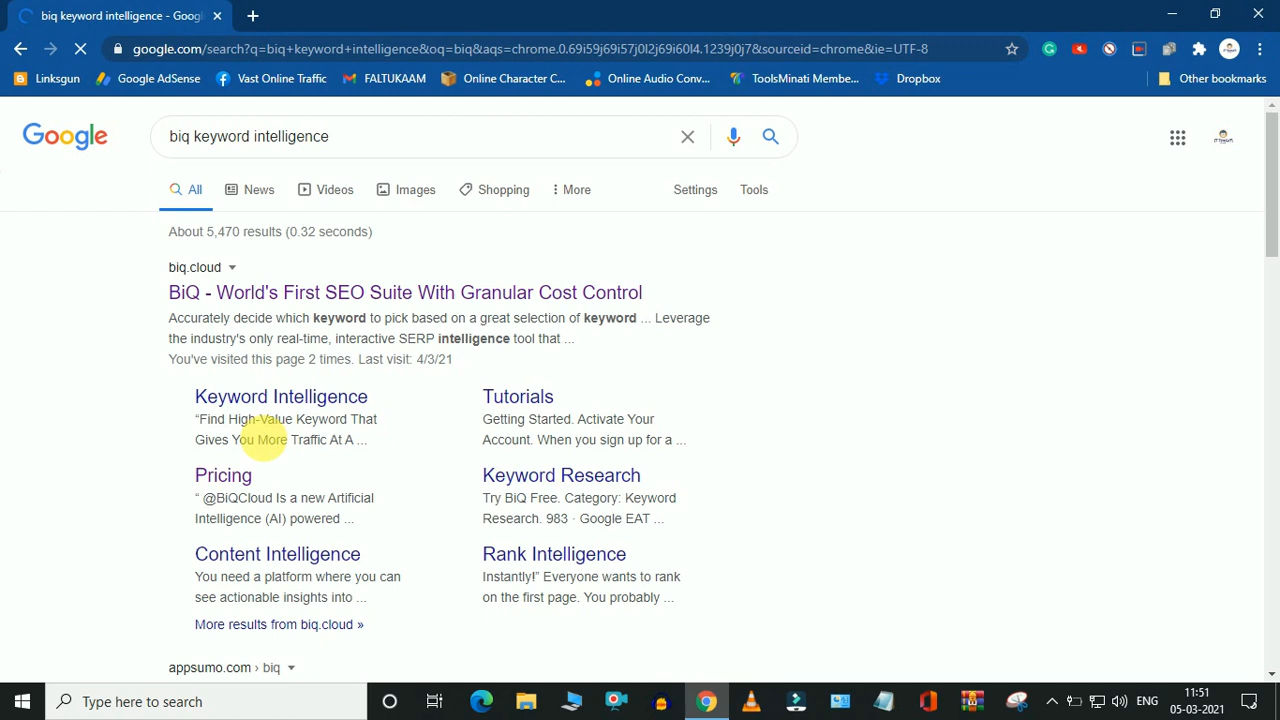 biq keyword intelligence - Goog
google.com/search?q=biq+keyword+intelligence&oq=biq&aqs=chrome.0.69i59j69i57j0l2j69i60l4.1239j0j7&sourceid=chrome&ie=UTF-8
Linksgun Google AdSense Vast Online Traffic FALTUKAAM Online Character C... Online Audio Conv... ToolsMinati Membe... Dropbox Other bookmarks
Google biq keyword intelligence
All News Videos Images Shopping More Settings Tools
About 5,470 results (0.32 seconds)
biq.cloud
BiQ - World's First SEO Suite With Granular Cost Control
Accurately decide which keyword to pick based on a great selection of keyword ... Leverage
the industry's only real-time, interactive SERP intelligence tool that ...
You've visited this page 2 times. Last visit: 4/3/21
Keyword Intelligence
“Find High-Value Keyword That
Gives You More Traffic At A ...
Tutorials
Getting Started. Activate Your
Account. When you sign up for a ...
Pricing
“ @BiQCloud Is a new Artificial
Intelligence (AI) powered ...
Keyword Research
Try BiQ Free. Category: Keyword
Research. 983 · Google EAT ...
Content Intelligence
You need a platform where you can
see actionable insights into ...
Rank Intelligence
Instantly!” Everyone wants to rank
on the first page. You probably ...
More results from biq.cloud »
appsumo.com › biq
Type here to search
ENG
11:51
05-03-2021